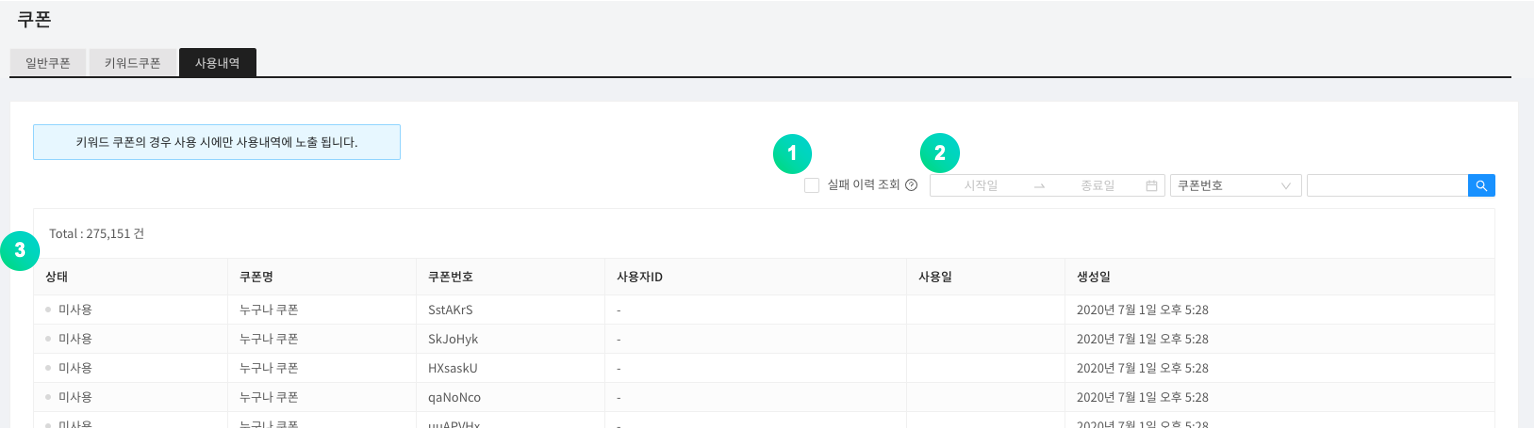 쿠폰
일반쿠폰 키워드쿠폰 사용내역
키워드 쿠폰의 경우 사용 시에만 사용내역에 노출 됩니다.
1 2
실패 이력 조회 ? 시작일 → 종료일 쿠폰번호
Total : 275,151 건
3
상태 쿠폰명 쿠폰번호 사용자ID 사용일 생성일
미사용 누구나 쿠폰 SstAKrS - 2020년 7월 1일 오후 5:28
미사용 누구나 쿠폰 SkJoHyk - 2020년 7월 1일 오후 5:28
미사용 누구나 쿠폰 HXsaskU - 2020년 7월 1일 오후 5:28
미사용 누구나 쿠폰 qaNoNco - 2020년 7월 1일 오후 5:28
미사용 누구나 쿠폰 - 2020년 7월 1일 오후 5:28